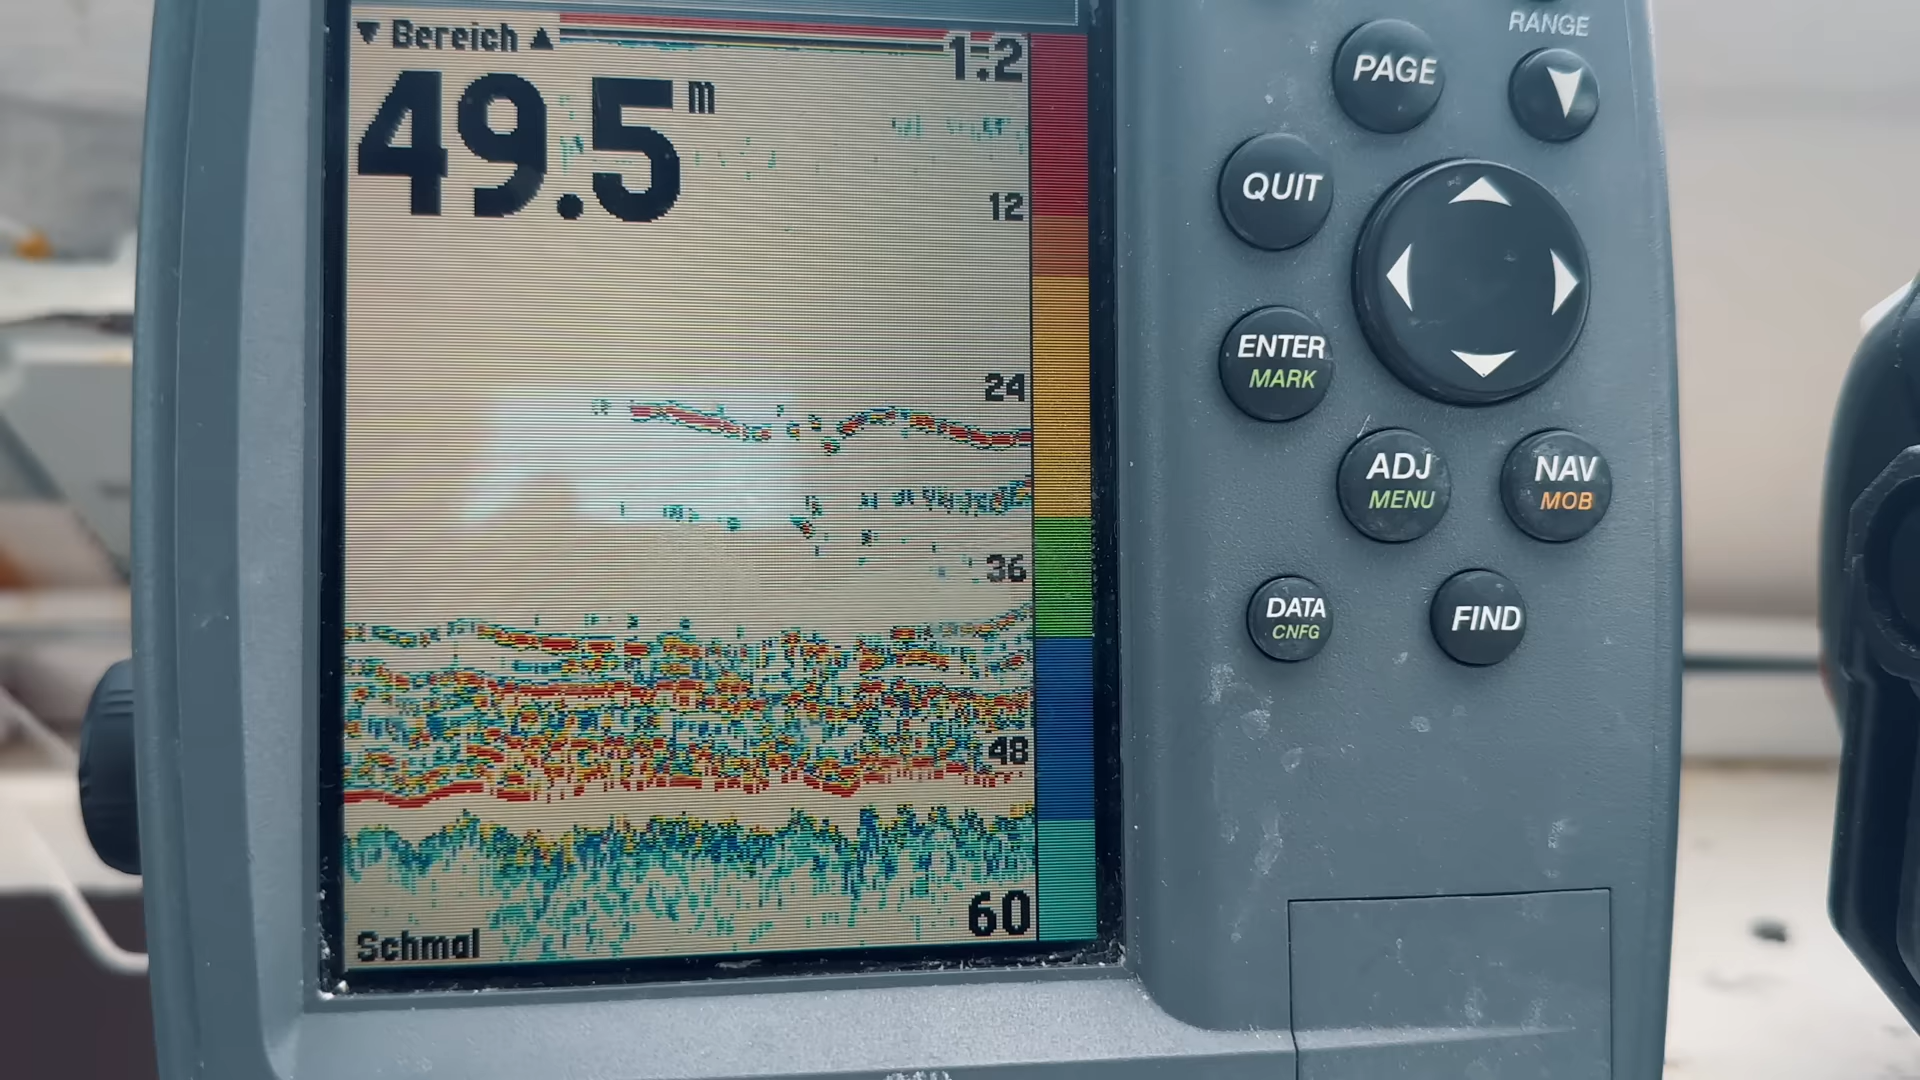 ▼ Bereich ▲
1.2
49.5 m
12
24
36
48
60
Schmal
RANGE
PAGE
QUIT
ENTER
MARK
ADJ
MENU
NAV
MOB
DATA
CNFG
FIND